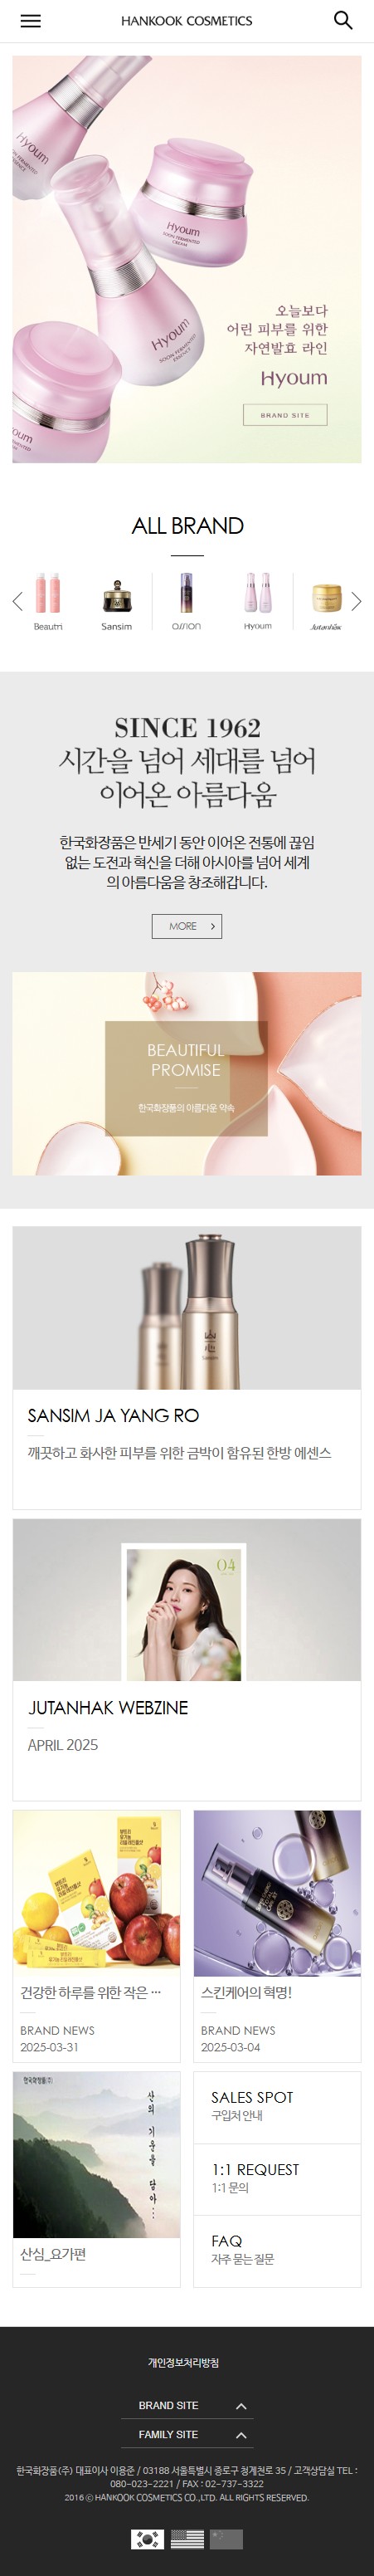 HANKOOK COSMETICS
Hyoum
SOON FERMENTED
ESSENCE
Hyoum
SOON FERMENTED
CREAM
Hyoum
SOON FERMENTED
ESSENCE
오늘보다
어린 피부를 위한
자연발효 라인
Hyoum
BRAND SITE
ALL BRAND
Beautri
Sansim
OSSION
Hyoum
Jutanhak
SINCE 1962
시간을 넘어 세대를 넘어
이어온 아름다움
한국화장품은 반세기 동안 이어온 전통에 끊임
없는 도전과 혁신을 더해 아시아를 넘어 세계
의 아름다움을 창조해갑니다.
MORE
BEAUTIFUL
PROMISE
한국화장품의 아름다운 약속
Sansim
SANSIM JA YANG RO
깨끗하고 화사한 피부를 위한 금박이 함유된 한방 에센스
04
JUTANHAK WEBZINE
APRIL 2025
건강한 하루를 위한 작은 ...
BRAND NEWS
2025-03-31
스킨케어의 혁명!
BRAND NEWS
2025-03-04
한국화장품(주)
산의 기운을 담아...
산심_요가편
SALES SPOT
구입처 안내
1:1 REQUEST
1:1 문의
FAQ
자주 묻는 질문
개인정보처리방침
BRAND SITE
FAMILY SITE
한국화장품(주) 대표이사 이용준 / 03188 서울특별시 종로구 청계천로 35 / 고객상담실 TEL :
080-023-2221 / FAX : 02-737-3322
2016 ⓒ HANKOOK COSMETICS CO.,LTD. ALL RIGHTS RESERVED.